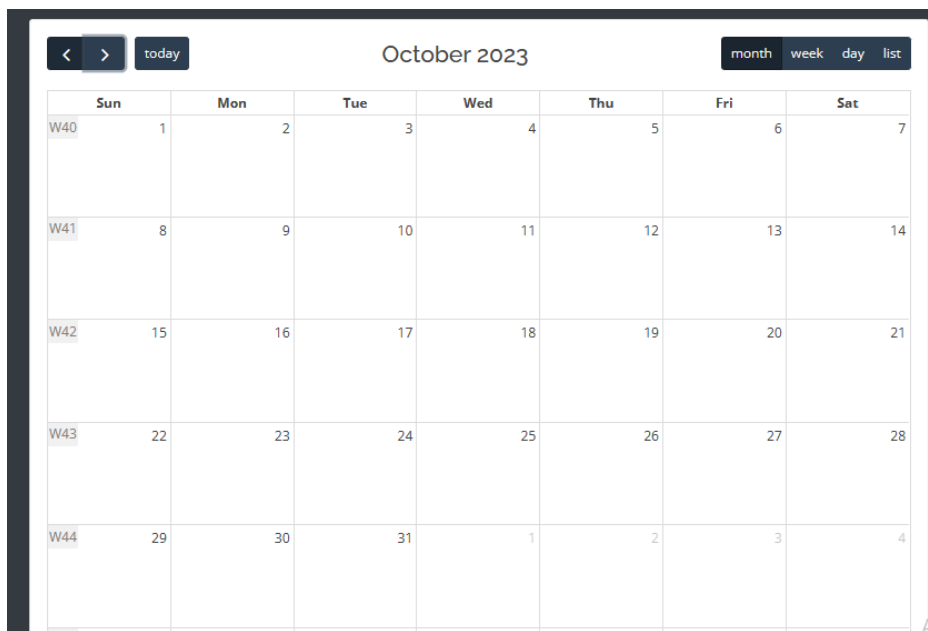 today
October 2023
month week day list
Sun Mon Tue Wed Thu Fri Sat
W40 1 2 3 4 5 6 7
W41 8 9 10 11 12 13 14
W42 15 16 17 18 19 20 21
W43 22 23 24 25 26 27 28
W44 29 30 31 1 2 3 4